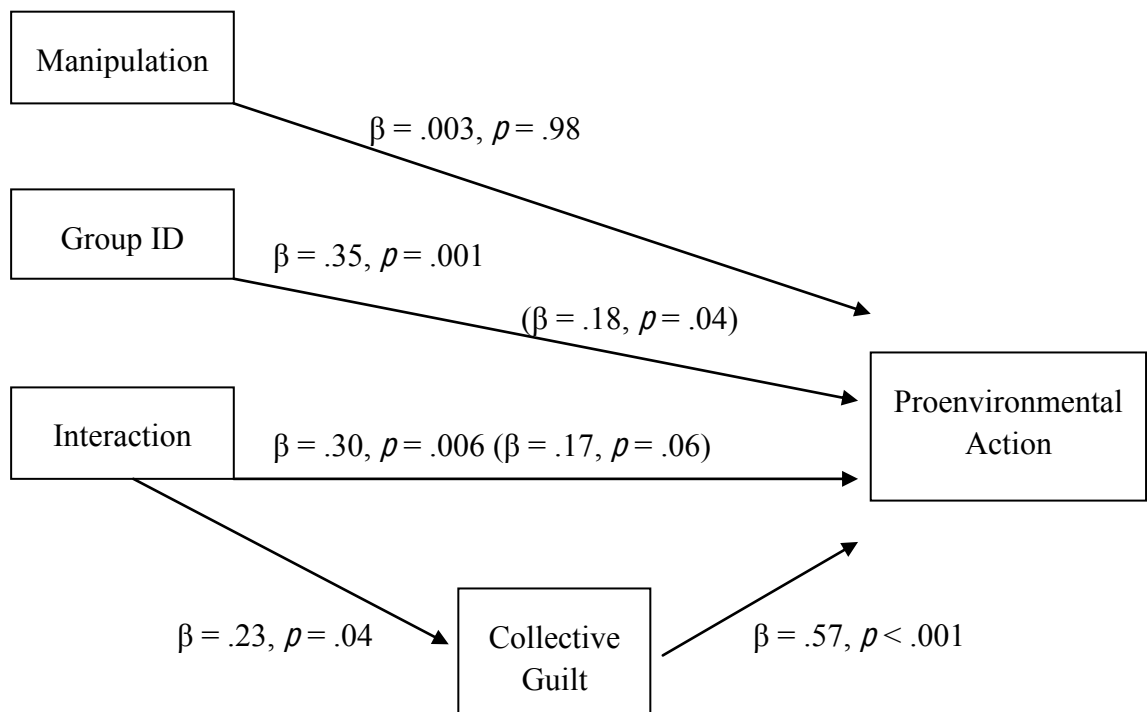 Manipulation
β = .003, p = .98
Group ID
β = .35, p = .001
(β = .18, p = .04)
Proenvironmental
Action
Interaction
β = .30, p = .006 (β = .17, p = .06)
β = .23, p = .04
Collective
Guilt
β = .57, p < .001